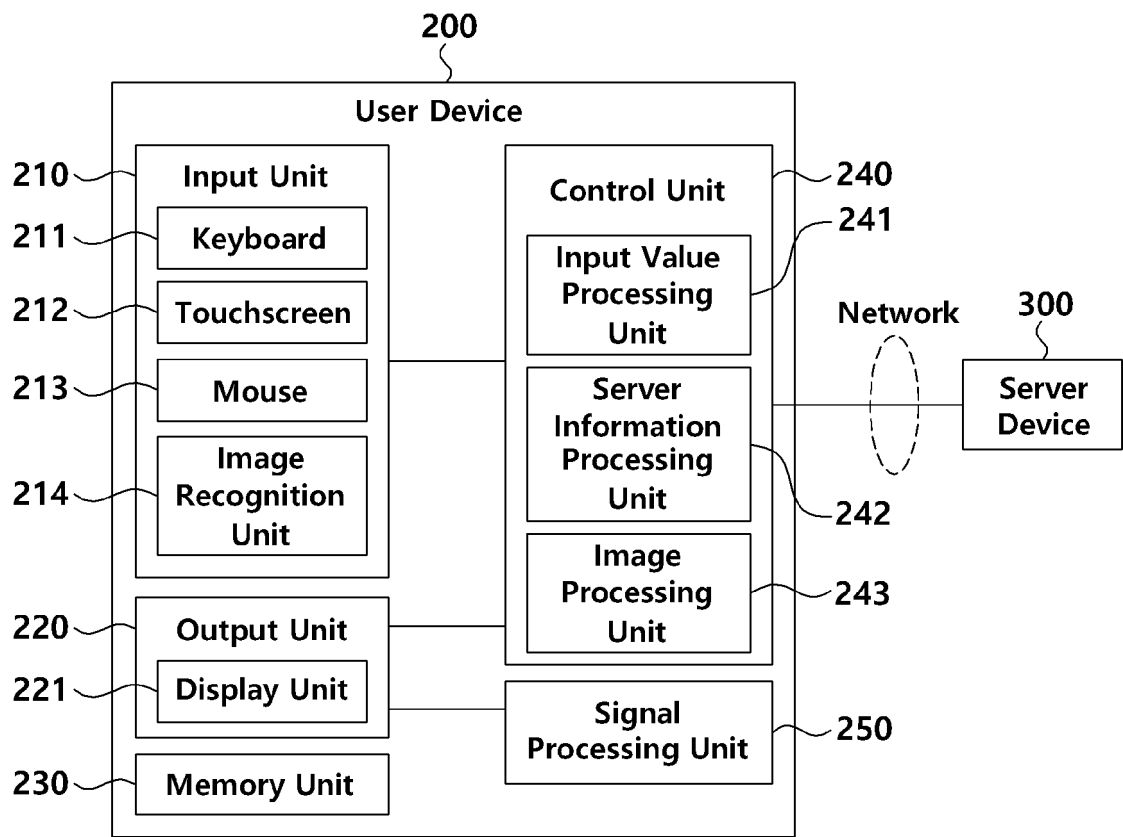 200
User Device
210
Input Unit
211
Keyboard
212
Touchscreen
213
Mouse
214
Image
Recognition
Unit
220
Output Unit
221
Display Unit
230
Memory Unit
240
Control Unit
241
Input Value
Processing
Unit
Server
Information
Processing
Unit
242
Image
Processing
Unit
243
Signal
Processing Unit
250
Network
300
Server
Device